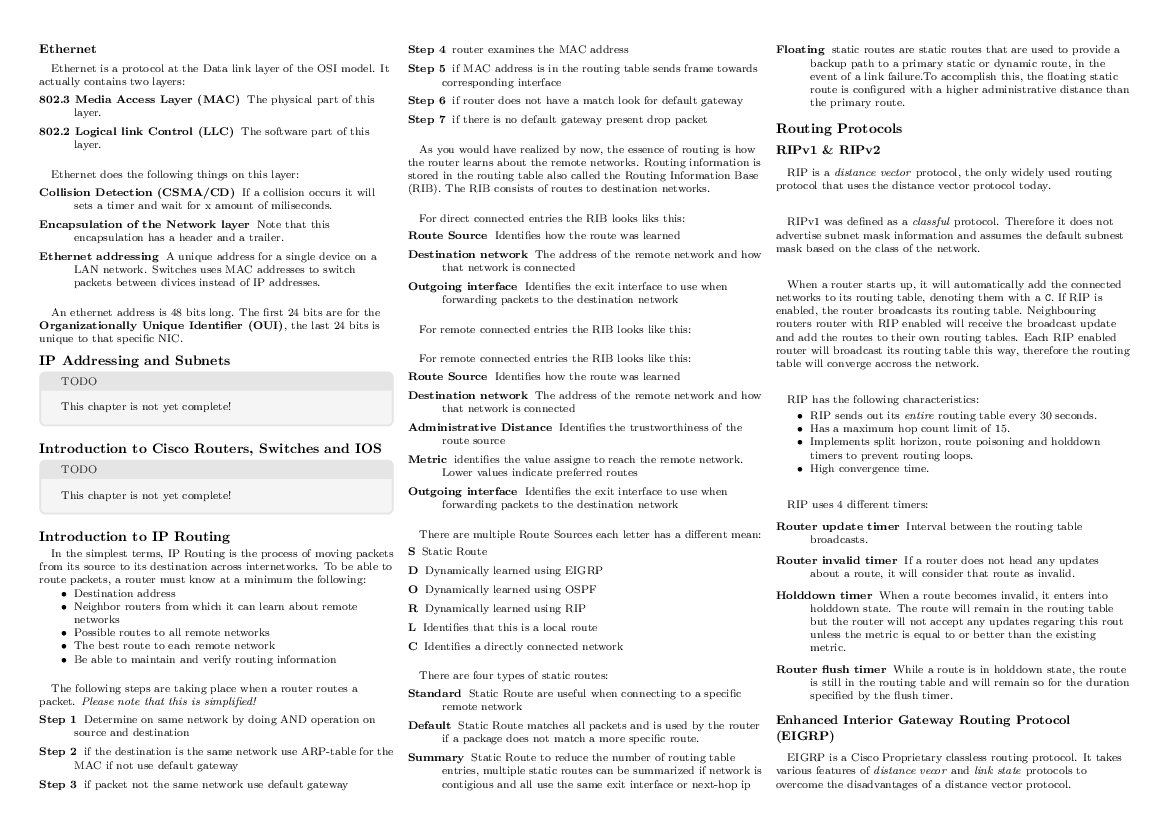 Ethernet
Ethernet is a protocol at the Data link layer of the OSI model. It
actually contains two layers:
802.3 Media Access Layer (MAC) The physical part of this
layer.
802.2 Logical link Control (LLC) The software part of this
layer.
Ethernet does the following things on this layer:
Collision Detection (CSMA/CD) If a collision occurs it will
sets a timer and wait for x amount of miliseconds.
Encapsulation of the Network layer Note that this
encapsulation has a header and a trailer.
Ethernet addressing A unique address for a single device on a
LAN network. Switches uses MAC addresses to switch
packets between divices instead of IP addresses.
An ethernet address is 48 bits long. The first 24 bits are for the
Organizationally Unique Identifier (OUI), the last 24 bits is
unique to that specific NIC.
IP Addressing and Subnets
TODO
This chapter is not yet complete!
Introduction to Cisco Routers, Switches and IOS
TODO
This chapter is not yet complete!
Introduction to IP Routing
In the simplest terms, IP Routing is the process of moving packets
from its source to its destination across internetworks. To be able to
route packets, a router must know at a minimum the following:
• Destination address
• Neighbor routers from which it can learn about remote
networks
• Possible routes to all remote networks
• The best route to each remote network
• Be able to maintain and verify routing information
The following steps are taking place when a router routes a
packet. Please note that this is simplified!
Step 1 Determine on same network by doing AND operation on
source and destination
Step 2 if the destination is the same network use ARP-table for the
MAC if not use default gateway
Step 3 if packet not the same network use default gateway
Step 4 router examines the MAC address
Step 5 if MAC address is in the routing table sends frame towards
corresponding interface
Step 6 if router does not have a match look for default gateway
Step 7 if there is no default gateway present drop packet
As you would have realized by now, the essence of routing is how
the router learns about the remote networks. Routing information is
stored in the routing table also called the Routing Information Base
(RIB). The RIB consists of routes to destination networks.
For direct connected entries the RIB looks like this:
Route Source Identifies how the route was learned
Destination network The address of the remote network and how
that network is connected
Outgoing interface Identifies the exit interface to use when
forwarding packets to the destination network
For remote connected entries the RIB looks like this:
For remote connected entries the RIB looks like this:
Route Source Identifies how the route was learned
Destination network The address of the remote network and how
that network is connected
Administrative Distance Identifies the trustworthiness of the
route source
Metric identifies the value assigne to reach the remote network.
Lower values indicate preferred routes
Outgoing interface Identifies the exit interface to use when
forwarding packets to the destination network
There are multiple Route Sources each letter has a different mean:
S Static Route
D Dynamically learned using EIGRP
O Dynamically learned using OSPF
R Dynamically learned using RIP
L Identifies that this is a local route
C Identifies a directly connected network
There are four types of static routes:
Standard Static Route are useful when connecting to a specific
remote network
Default Static Route matches all packets and is used by the router
if a package does not match a more specific route.
Summary Static Route to reduce the number of routing table
entries, multiple static routes can be summarized if network is
contigious and all use the same exit interface or next-hop ip
Floating static routes are static routes that are used to provide a
backup path to a primary static or dynamic route, in the
event of a link failure.To accomplish this, the floating static
route is configured with a higher administrative distance than
the primary route.
Routing Protocols
RIPv1 & RIPv2
RIP is a distance vector protocol, the only widely used routing
protocol that uses the distance vector protocol today.
RIPv1 was defined as a classful protocol. Therefore it does not
advertise subnet mask information and assumes the default subnest
mask based on the class of the network.
When a router starts up, it will automatically add the connected
networks to its routing table, denoting them with a C. If RIP is
enabled, the router broadcasts its routing table. Neighbouring
routers router with RIP enabled will receive the broadcast update
and add the routes to their own routing tables. Each RIP enabled
router will broadcast its routing table this way, therefore the routing
table will converge accross the network.
RIP has the following characteristics:
• RIP sends out its entire routing table every 30 seconds.
• Has a maximum hop count limit of 15.
• Implements split horizon, route poisoning and holddown
timers to prevent routing loops.
• High convergence time.
RIP uses 4 different timers:
Router update timer Interval between the routing table
broadcasts.
Router invalid timer If a router does not head any updates
about a route, it will consider that route as invalid.
Holddown timer When a route becomes invalid, it enters into
holddown state. The route will remain in the routing table
but the router will not accept any updates regaring this rout
unless the metric is equal to or better than the existing
metric.
Router flush timer While a route is in holddown state, the route
is still in the routing table and will remain so for the duration
specified by the flush timer.
Enhanced Interior Gateway Routing Protocol
(EIGRP)
EIGRP is a Cisco Proprietary classless routing protocol. It takes
various features of distance vecor and link state protocols to
overcome the disadvantages of a distance vector protocol.